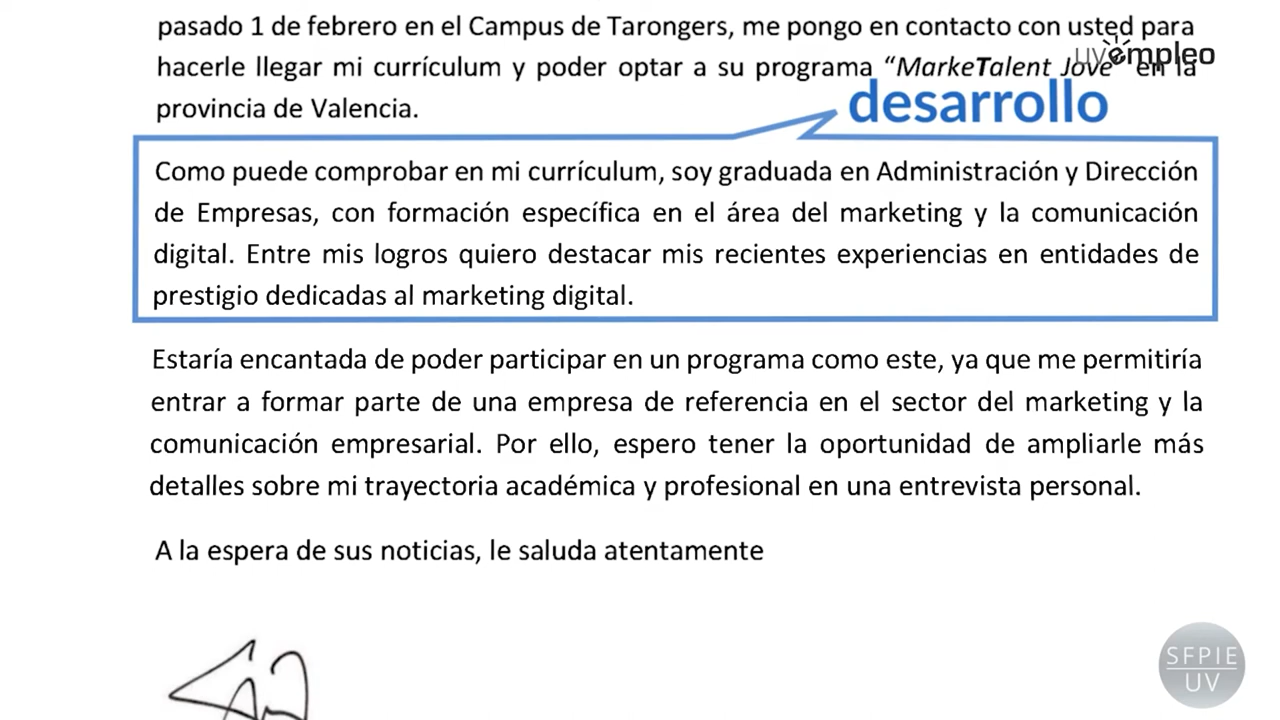 pasado 1 de febrero en el Campus de Tarongers, me pongo en contacto con usted para
uvempleo
hacerle llegar mi currículum y poder optar a su programa “MarkeTalent Jove” en la
provincia de Valencia.
desarrollo
Como puede comprobar en mi currículum, soy graduada en Administración y Dirección
de Empresas, con formación específica en el área del marketing y la comunicación
digital. Entre mis logros quiero destacar mis recientes experiencias en entidades de
prestigio dedicadas al marketing digital.
Estaría encantada de poder participar en un programa como este, ya que me permitiría
entrar a formar parte de una empresa de referencia en el sector del marketing y la
comunicación empresarial. Por ello, espero tener la oportunidad de ampliarle más
detalles sobre mi trayectoria académica y profesional en una entrevista personal.
A la espera de sus noticias, le saluda atentamente
SFPIE
UV